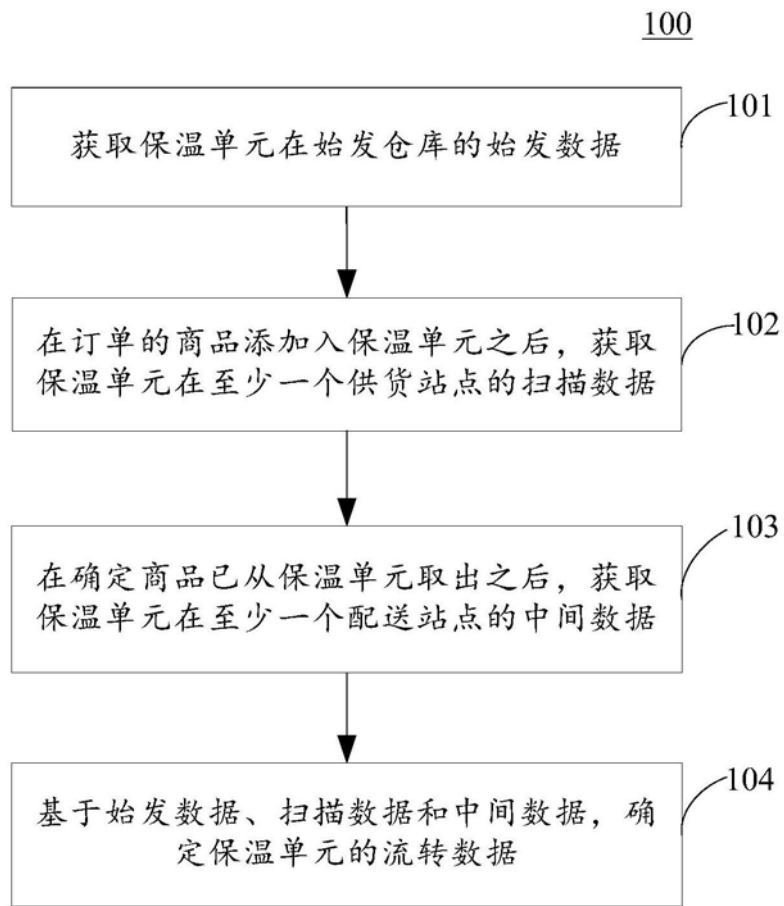 100
获取保温单元在始发仓库的始发数据
101
在订单的商品添加入保温单元之后，获取
保温单元在至少一个供货站点的扫描数据
102
在确定商品已从保温单元取出之后，获取
保温单元在至少一个配送站点的中间数据
103
基于始发数据、扫描数据和中间数据，确
定保温单元的流转数据
104